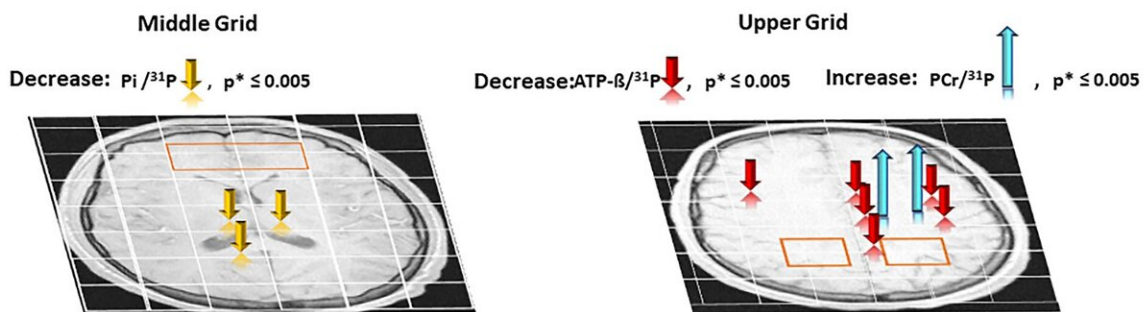 Middle Grid
Decrease: Pi/³¹P , p* ≤ 0.005
Upper Grid
Decrease:ATP-ß/³¹P , p* ≤ 0.005
Increase: PCr/³¹P , p* ≤ 0.005